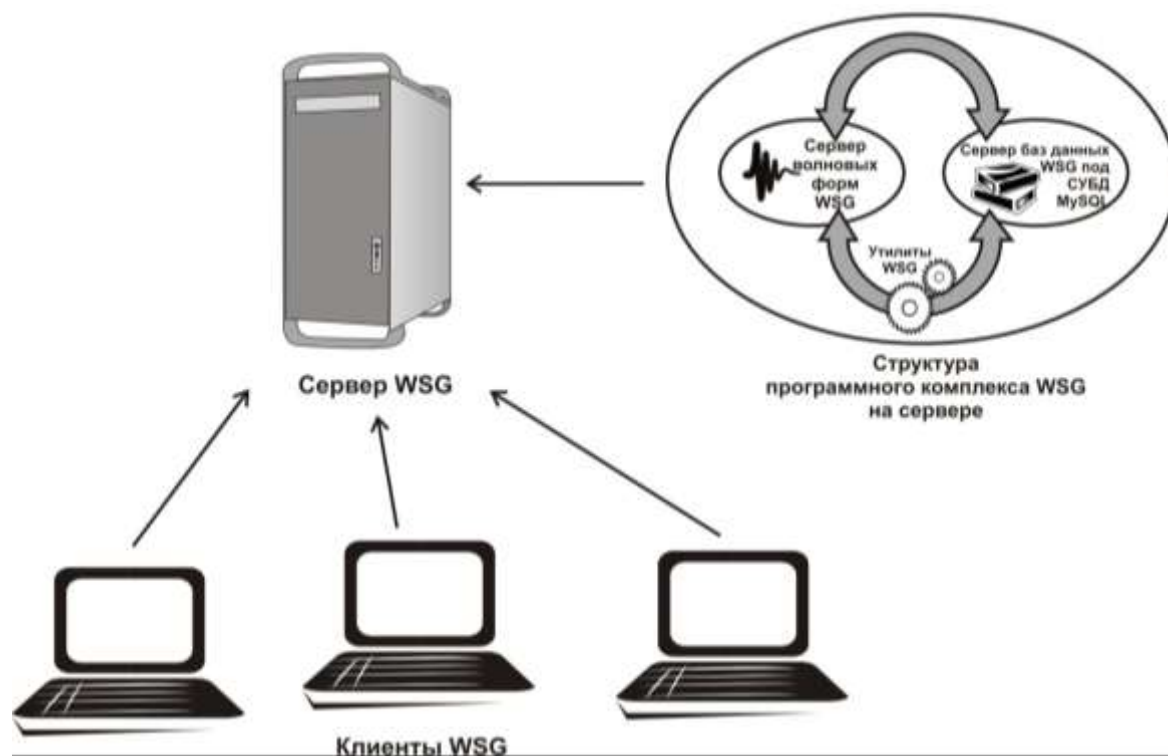 Сервер
волновых
форм
WSG
Сервер баз данных
WSG под
СУБД
MySQL
Утилиты
WSG
Структура
программного комплекса WSG
на сервере
Сервер WSG
Клиенты WSG